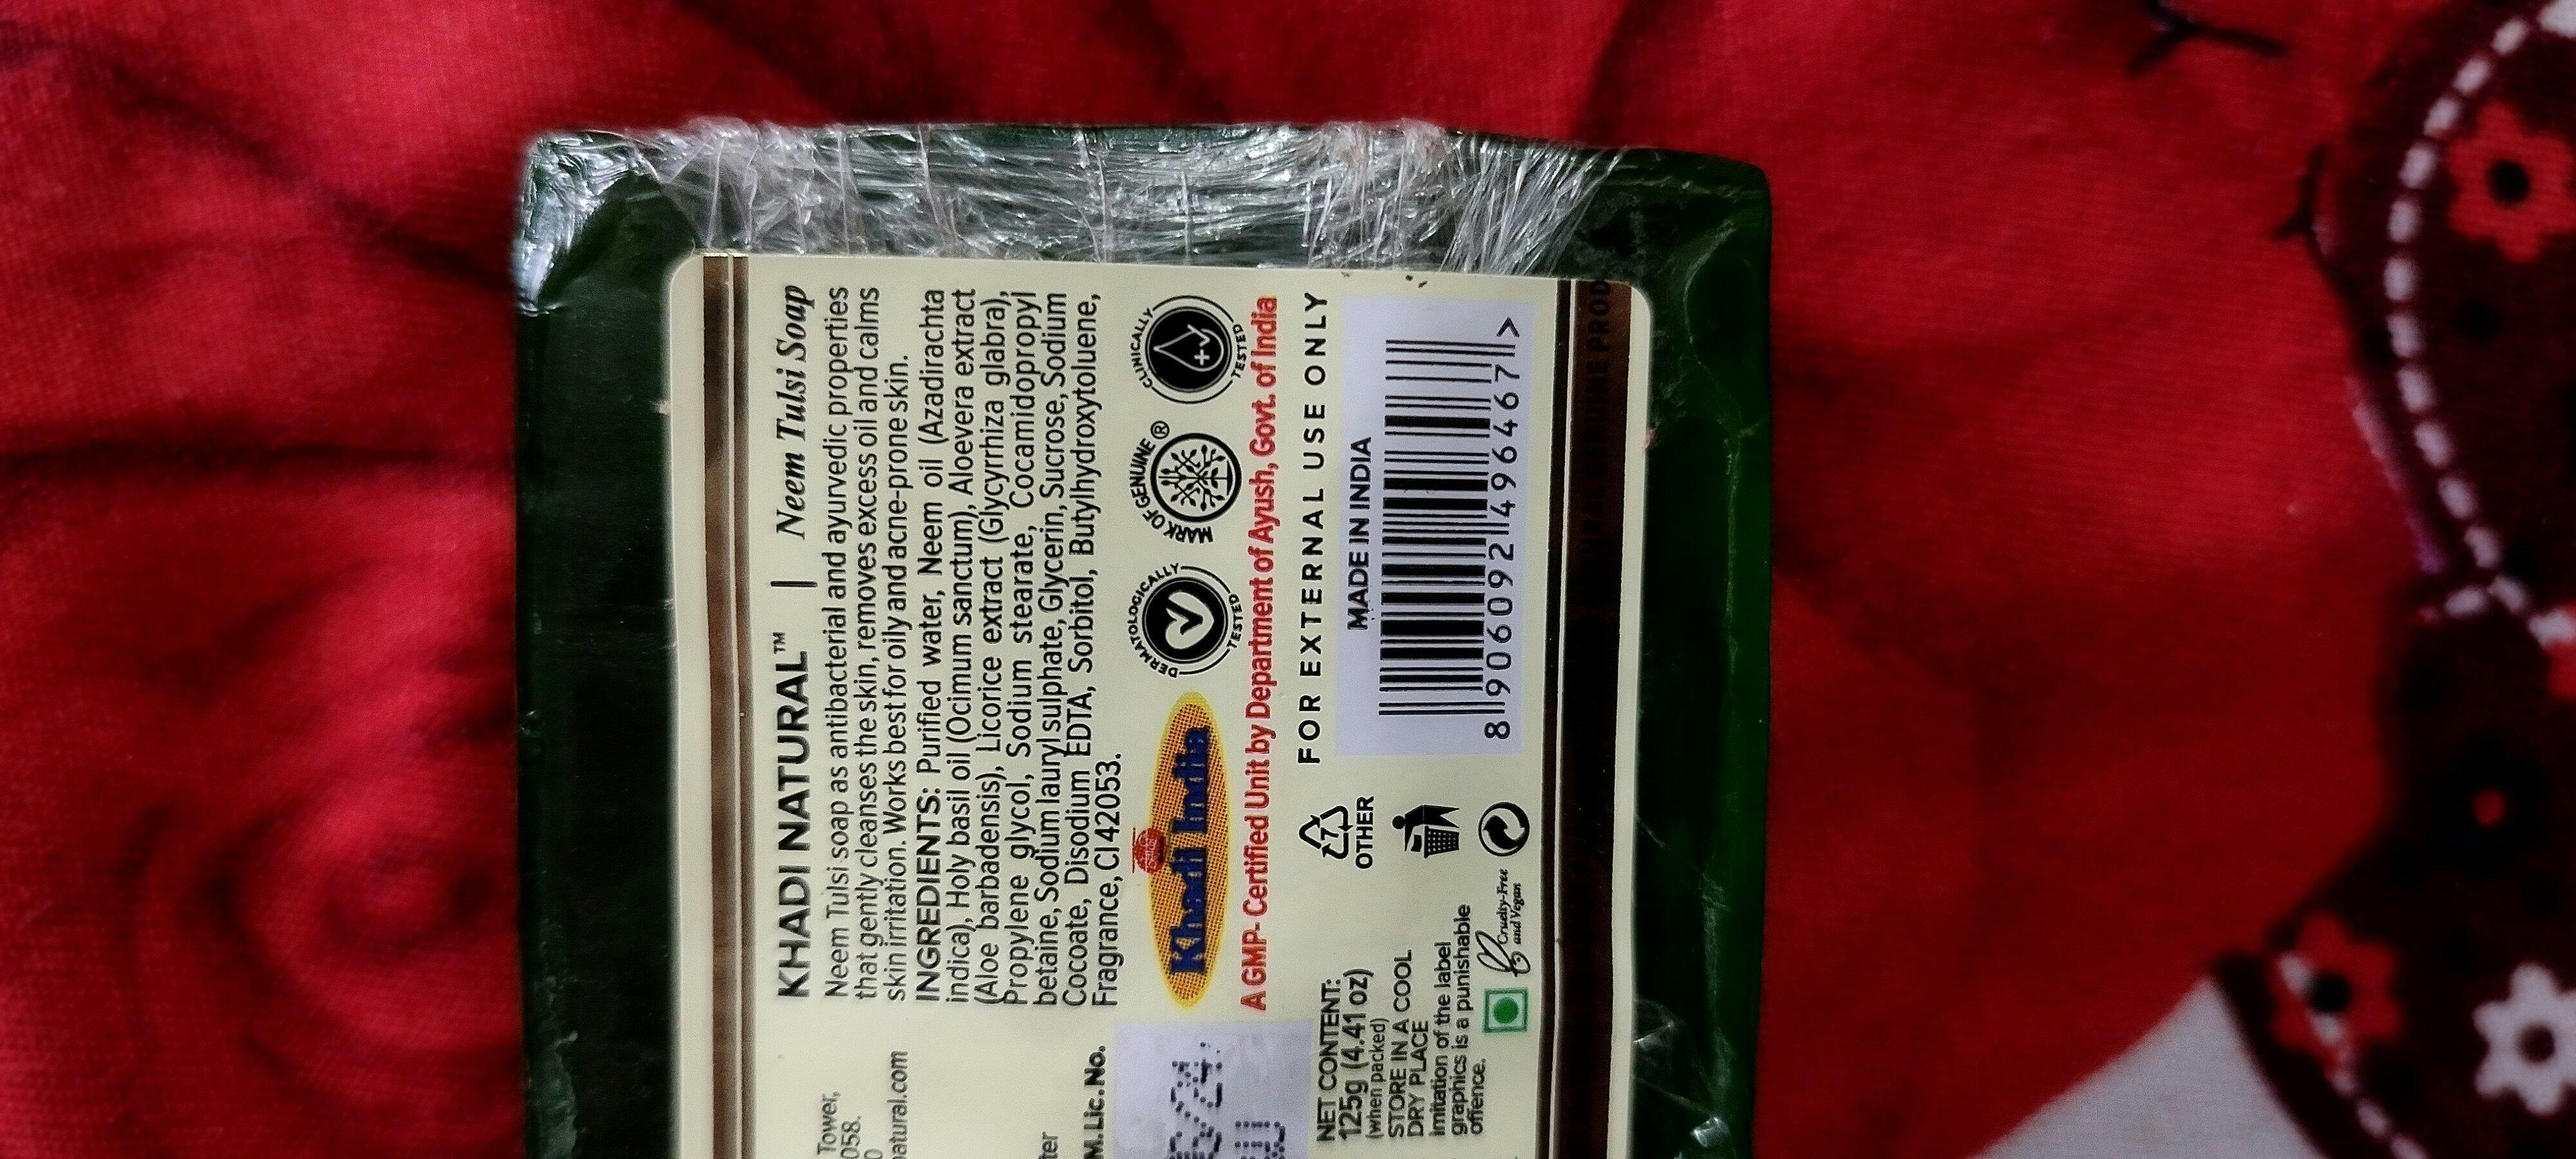 KHADI NATURAL™ | Neem Tulsi Soap
Neem Tulsi soap as antibacterial and ayurvedic properties
that gently cleanses the skin, removes excess oil and calms
skin irritation. Works best for oily and acne-prone skin.
INGREDIENTS: Purified water, Neem oil (Azadirachta
indica), Holy basil oil (Ocimum sanctum), Aloevera extract
(Aloe barbadensis), Licorice extract (Glycyrrhiza glabra),
Propylene glycol, Sodium stearate, Cocamidopropyl
betaine, Sodium lauryl sulphate, Glycerin, Sucrose, Sodium
Cocoate, Disodium EDTA, Sorbitol, Butylhydroxytoluene,
Fragrance, CI 42053.
Khadi India
DERMATOLOGICALLY TESTED
MARK OF GENUINE ®
CLINICALLY TESTED
A GMP- Certified Unit by Department of Ayush, Govt. of India
FOR EXTERNAL USE ONLY
MADE IN INDIA
8 906092 496467 >
7
OTHER
Cruelty-Free
and Vegan
Tower,
058.
0
natural.com
ter
M. Lic. No.
NET CONTENT:
125g (4.41 oz)
(when packed)
STORE IN A COOL
DRY PLACE
Imitation of the label
graphics is a punishable
offence.
GENUINE PROD